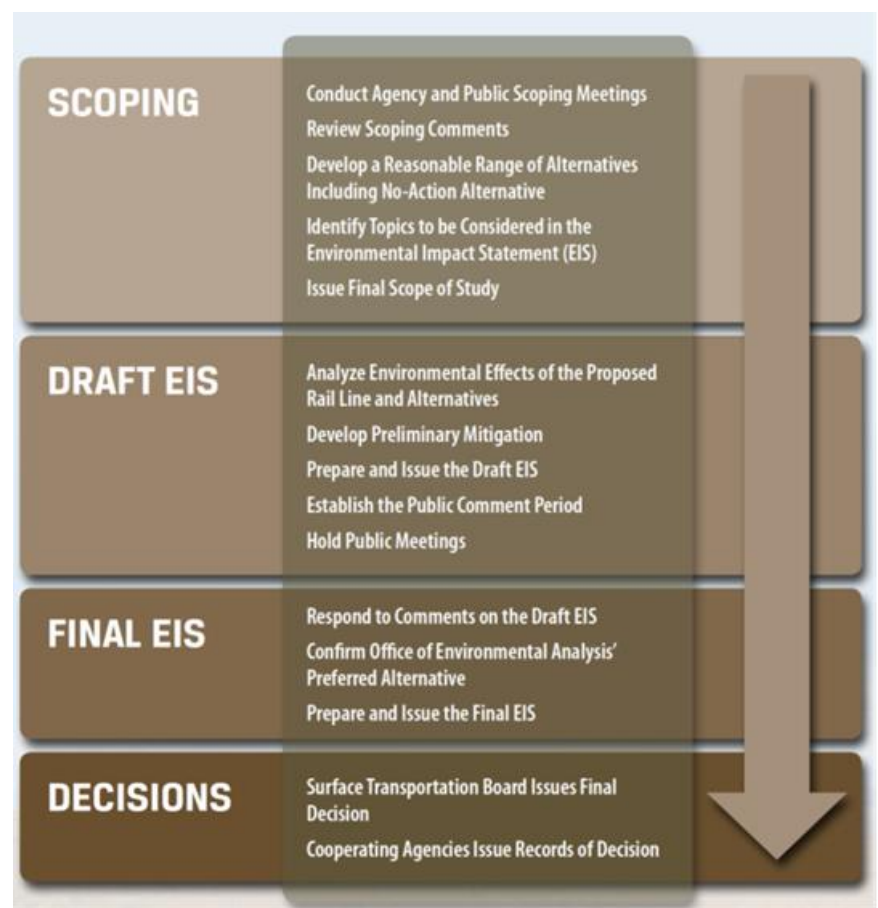 SCOPING
Conduct Agency and Public Scoping Meetings
Review Scoping Comments
Develop a Reasonable Range of Alternatives
Including No-Action Alternative
Identify Topics to be Considered in the
Environmental Impact Statement (EIS)
Issue Final Scope of Study
DRAFT EIS
Analyze Environmental Effects of the Proposed
Rail Line and Alternatives
Develop Preliminary Mitigation
Prepare and Issue the Draft EIS
Establish the Public Comment Period
Hold Public Meetings
FINAL EIS
Respond to Comments on the Draft EIS
Confirm Office of Environmental Analysis’
Preferred Alternative
Prepare and Issue the Final EIS
DECISIONS
Surface Transportation Board Issues Final
Decision
Cooperating Agencies Issue Records of Decision